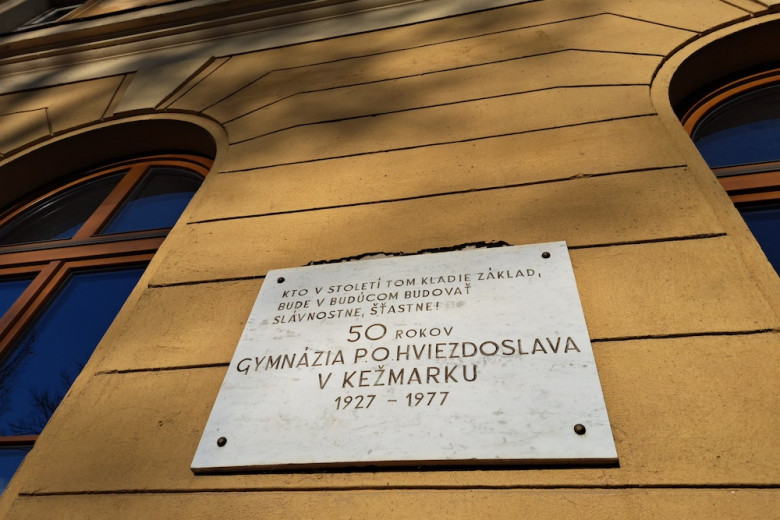 KTO V STOLETÍ TOM KLADIE ZÁKLAD,
BUDE V BUDÚCOM BUDOVAŤ
SLÁVNOSTNE, ŠŤASTNE!
50 ROKOV
GYMNÁZIA P.O. HVIEZDOSLAVA
V KEŽMARKU
1927 - 1977